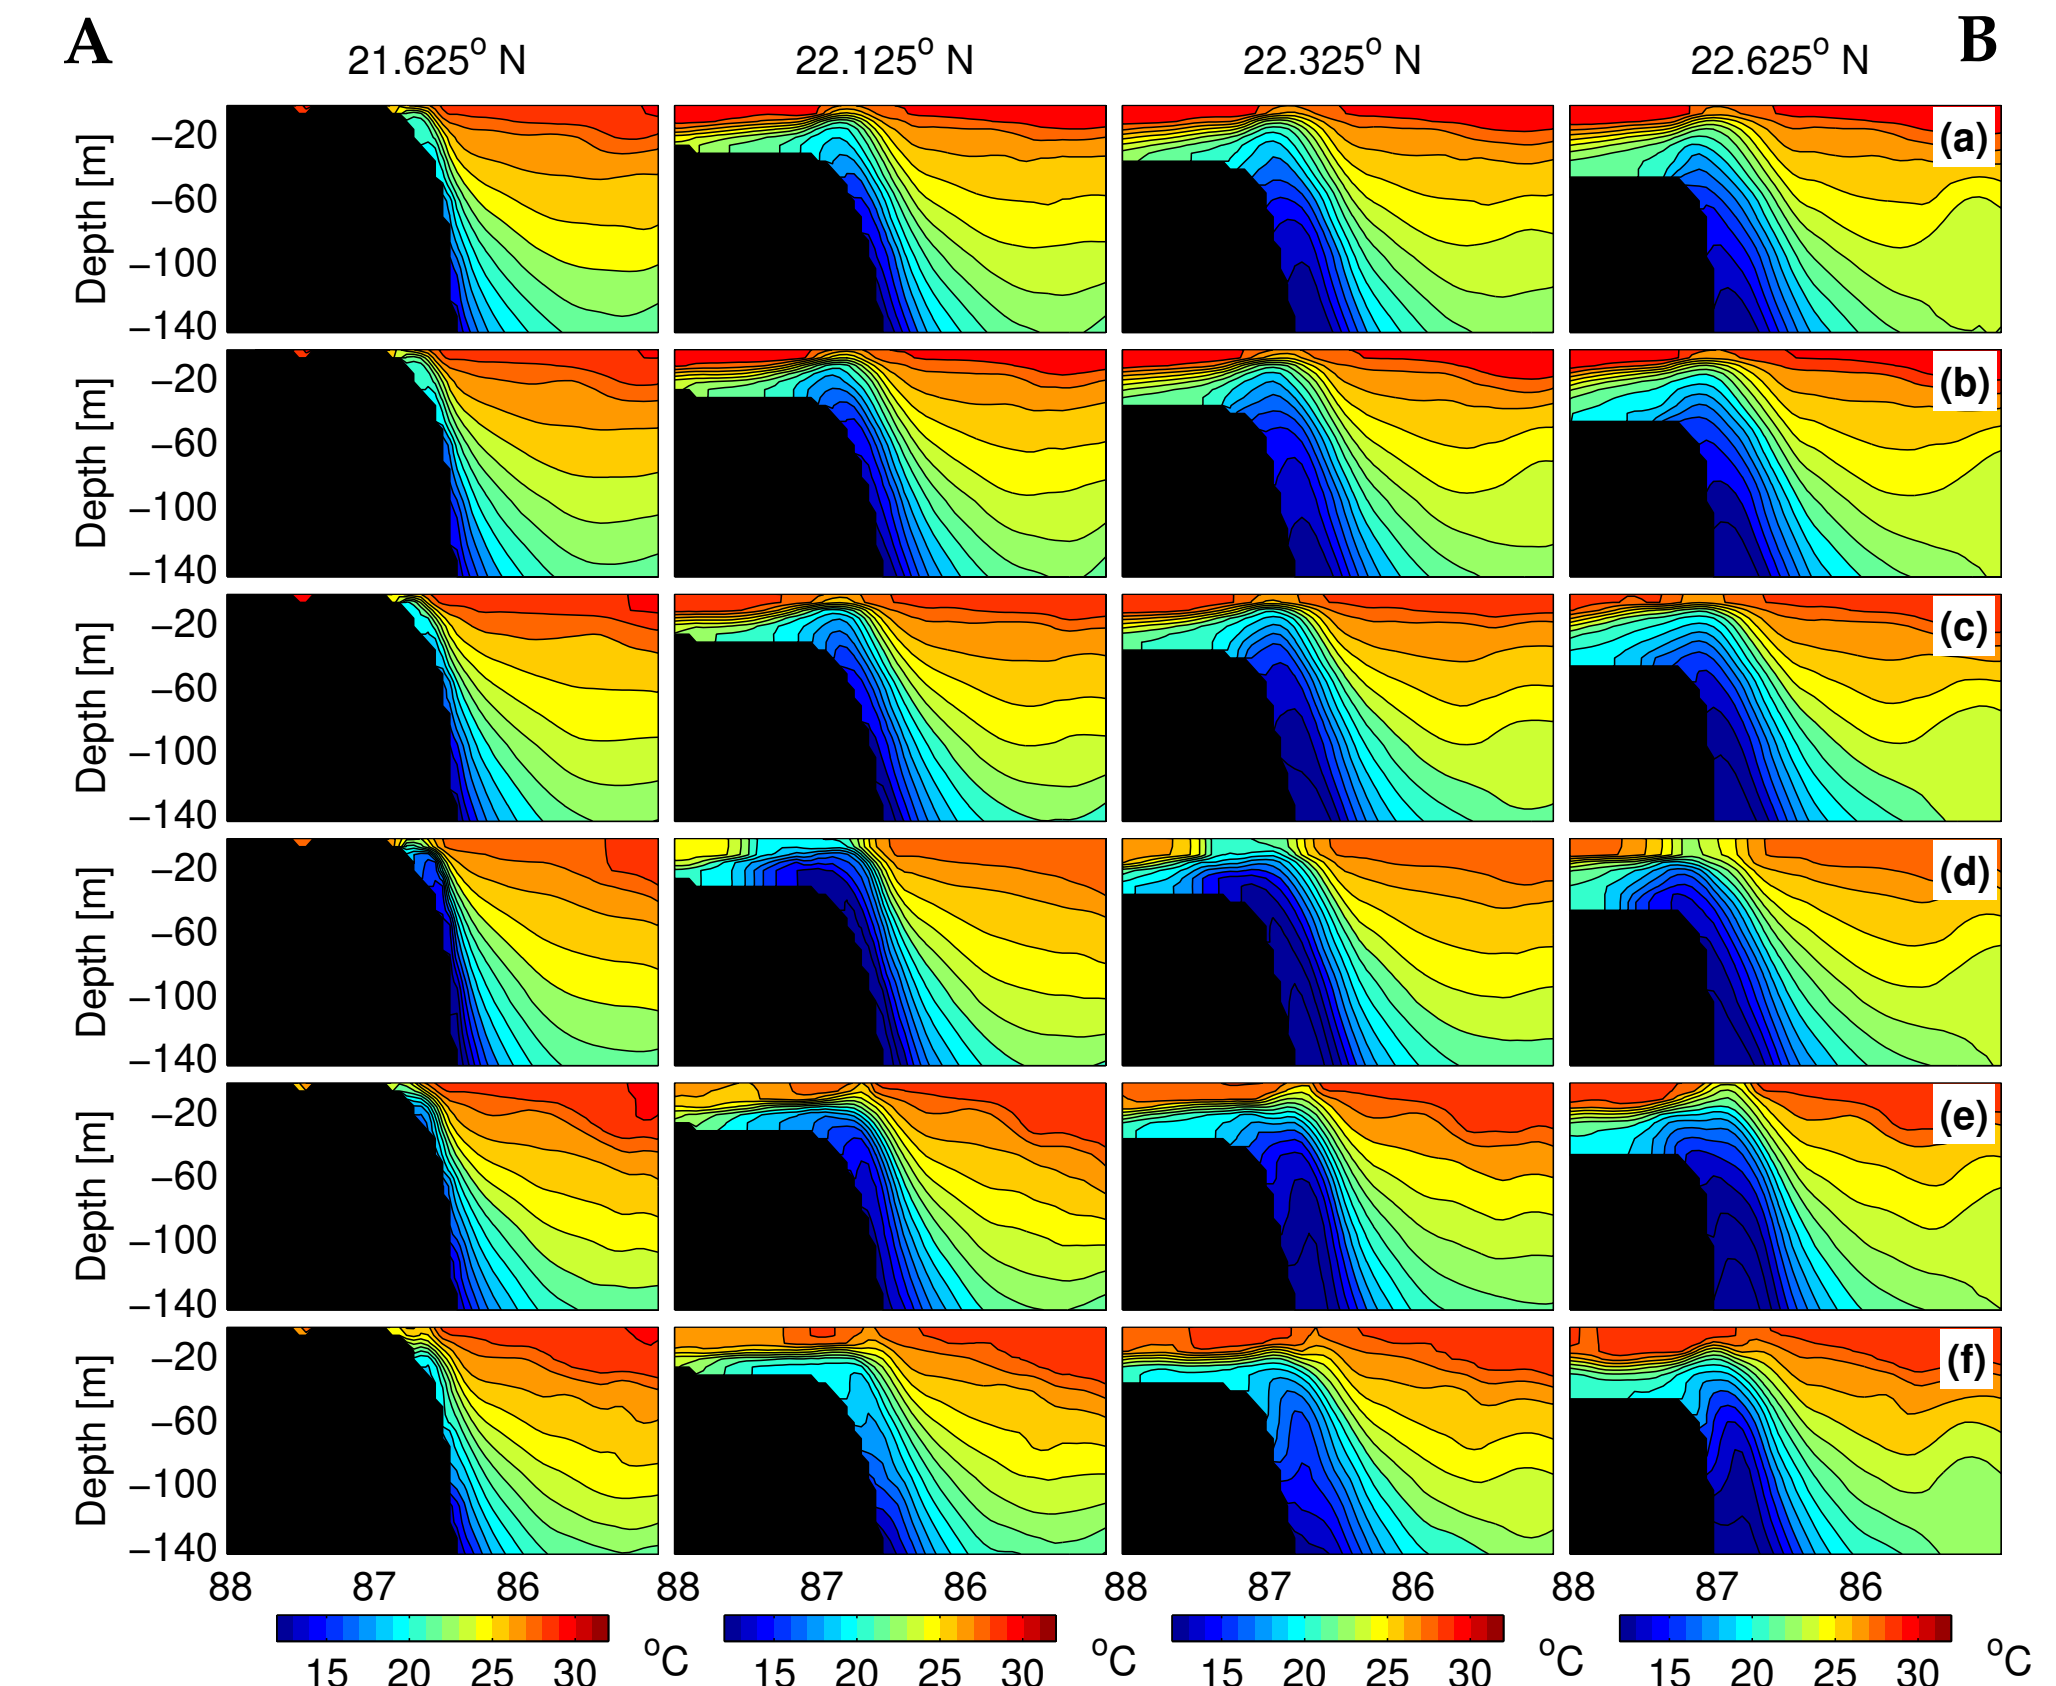 A B
21.625° N 22.125° N 22.325° N 22.625° N
Depth [m] −20 −60 −100 −140 (a)
Depth [m] −20 −60 −100 −140 (b)
Depth [m] −20 −60 −100 −140 (c)
Depth [m] −20 −60 −100 −140 (d)
Depth [m] −20 −60 −100 −140 (e)
Depth [m] −20 −60 −100 −140 (f)
88 87 86 88 87 86 88 87 86 88 87 86
15 20 25 30 °C 15 20 25 30 °C 15 20 25 30 °C 15 20 25 30 °C